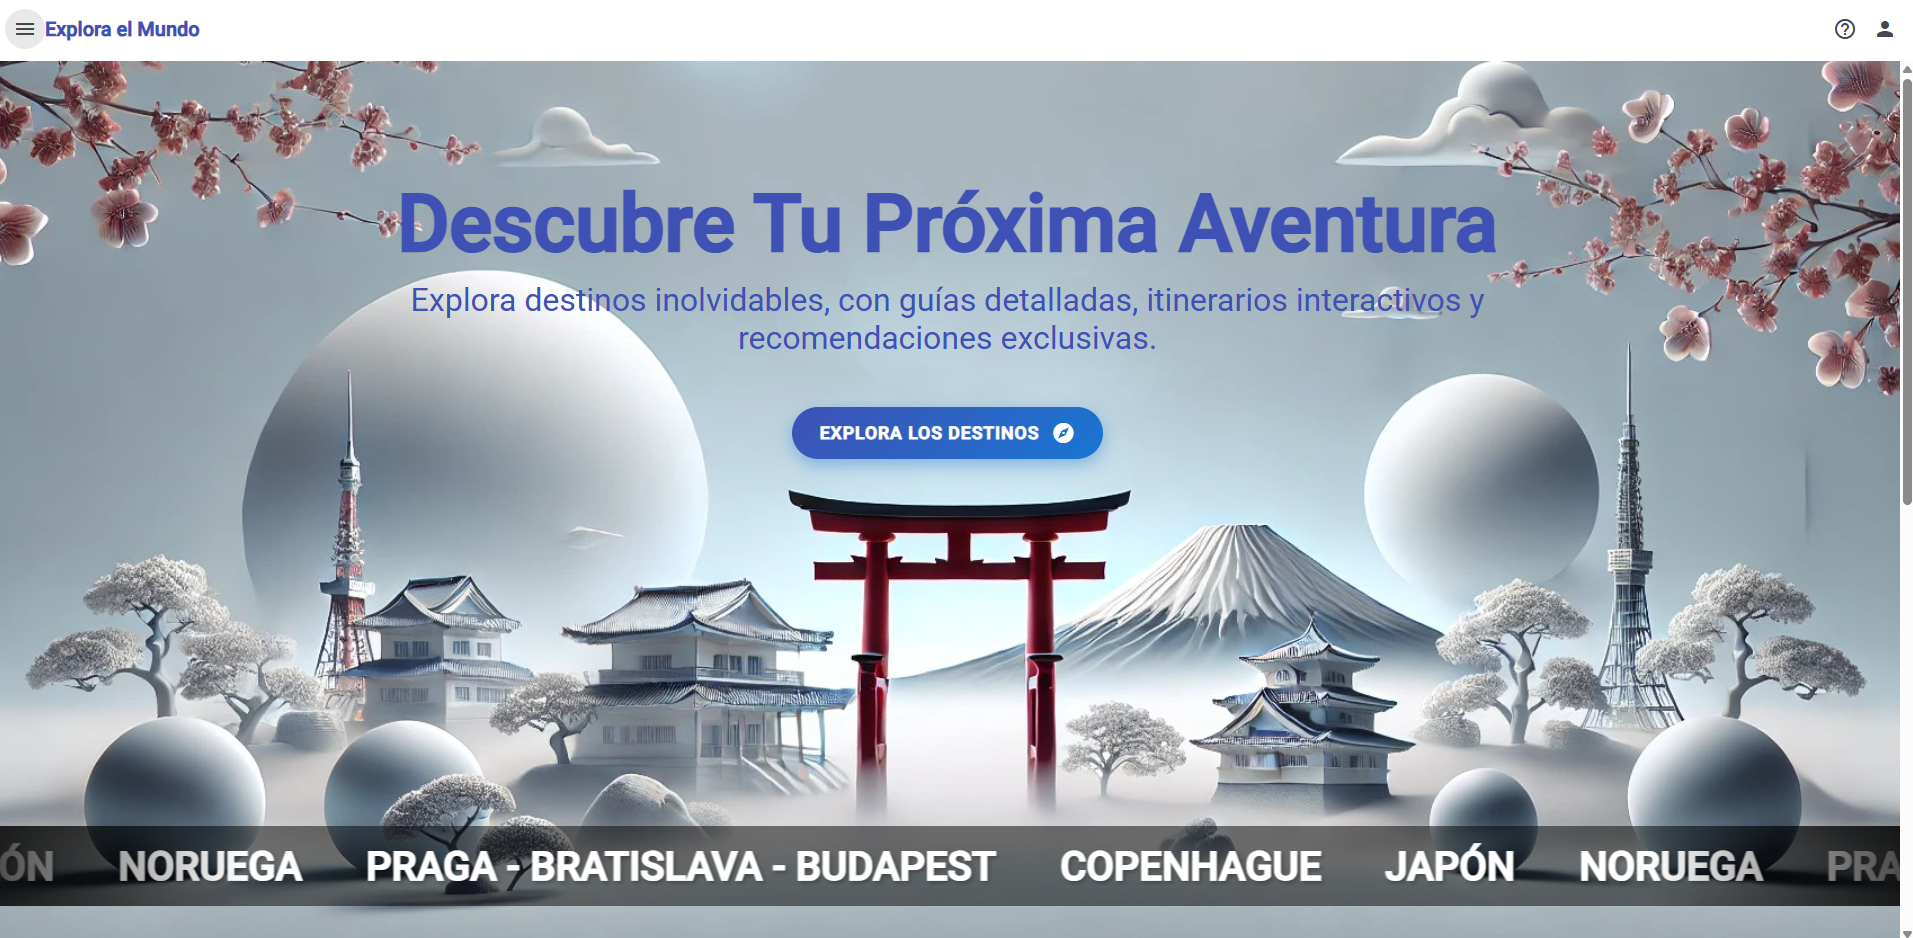 Explora el Mundo
Descubre Tu Próxima Aventura
Explora destinos inolvidables, con guías detalladas, itinerarios interactivos y
recomendaciones exclusivas.
EXPLORA LOS DESTINOS
ÓN NORUEGA PRAGA - BRATISLAVA - BUDAPEST COPENHAGUE JAPÓN NORUEGA PRA